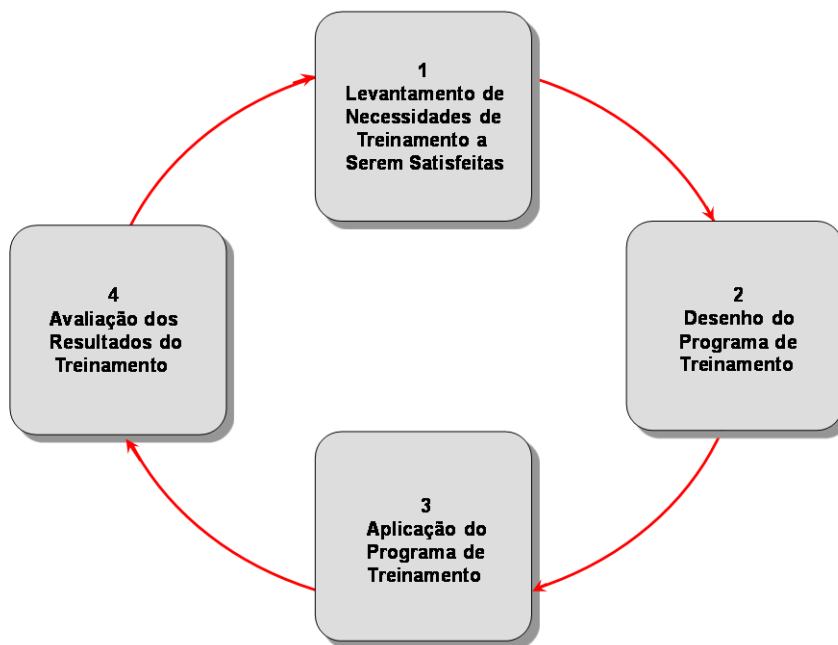 1
Levantamento de
Necessidades de
Treinamento a
Serem Satisfeitas
2
Desenho do
Programa de
Treinamento
3
Aplicação do
Programa de
Treinamento
4
Avaliação dos
Resultados do
Treinamento